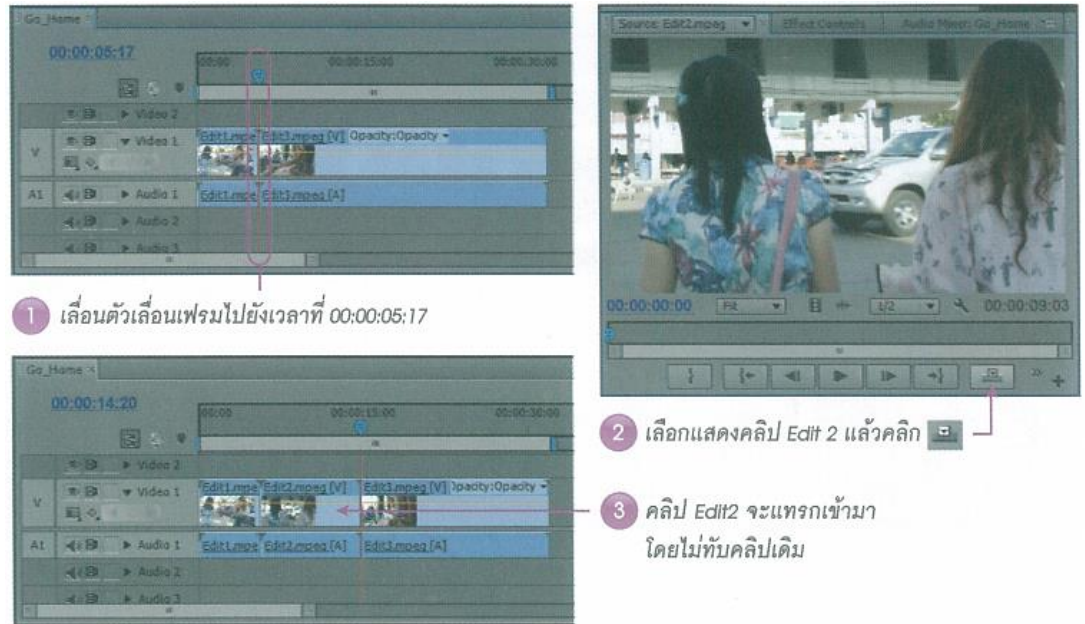 Go_Home ×
00:00:05:17
00:00
00:00:15:00
00:00:30:00
Video 2
Edit1.mpe Edit3.mpeg [V] Opacity:Opacity
V Video 1
A1 Audio 1 Edit1.mpe Edit3.mpeg [A]
Audio 2
Audio 3
1 เลื่อนตัวเลื่อนเฟรมไปยังเวลาที่ 00:00:05:17
Source: Edit2.mpeg Effect Controls Audio Mixer: Go_Home
00:00:00:00 Fit 1/2 00:00:09:03
2 เลือกแสดงคลิป Edit 2 แล้วคลิก
Go_Home ×
00:00:14:20
00:00
00:00:15:00
00:00:30:00
Video 2
Edit1.mpe Edit2.mpeg [V] Edit3.mpeg [V] Opacity:Opacity
V Video 1
A1 Audio 1 Edit1.mpe Edit2.mpeg [A] Edit3.mpeg [A]
Audio 2
Audio 3
3 คลิป Edit2 จะแทรกเข้ามา
โดยไม่ทับคลิปเดิม